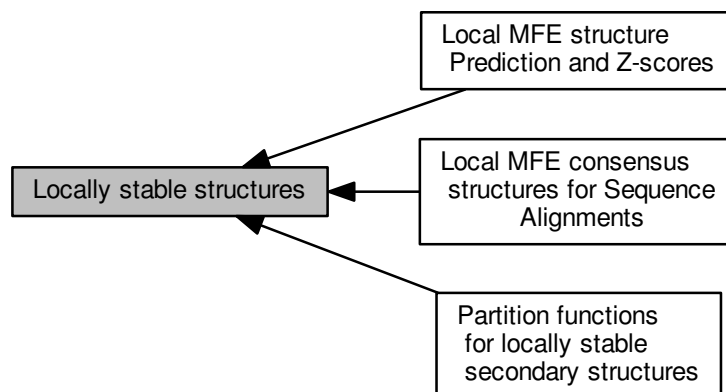 Local MFE structure
Prediction and Z-scores
Locally stable structures
Local MFE consensus
structures for Sequence
Alignments
Partition functions
for locally stable
secondary structures